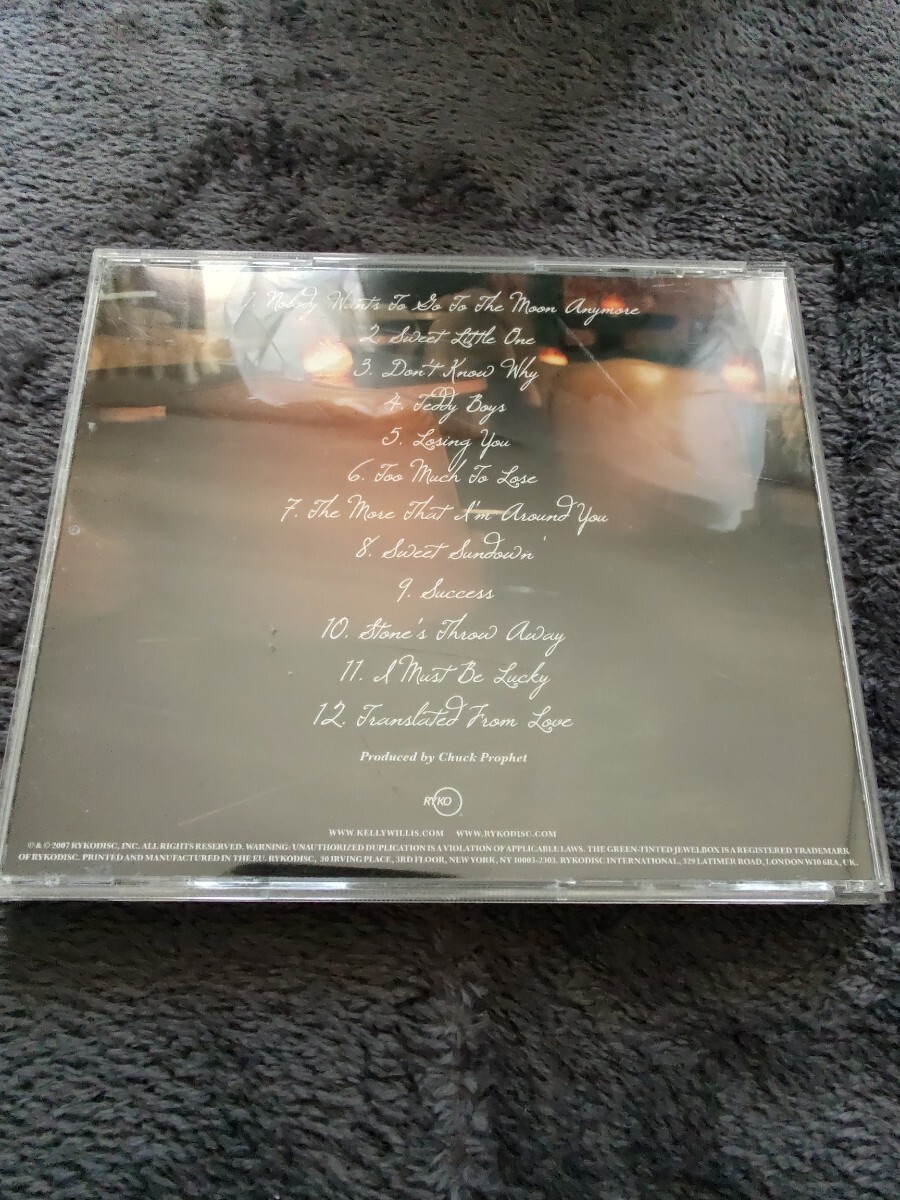 1. Nobody Wants To Go To The Moon Anymore
2. Sweet Little One
3. Don't Know Why
4. Teddy Boys
5. Losing You
6. Too Much To Lose
7. The More That I'm Around You
8. Sweet Sundown
9. Success
10. Stone's Throw Away
11. I Must Be Lucky
12. Translated From Love
Produced by Chuck Prophet
RYKO
WWW.KELLYWILLIS.COM WWW.RYKODISC.COM
℗ & © 2007 RYKODISC, INC. ALL RIGHTS RESERVED. WARNING: UNAUTHORIZED DUPLICATION IS A VIOLATION OF APPLICABLE LAWS. THE GREEN-TINTED JEWELBOX IS A REGISTERED TRADEMARK
OF RYKODISC. PRINTED AND MANUFACTURED IN THE EU. RYKODISC, 30 IRVING PLACE, 3RD FLOOR, NEW YORK, NY 10003-2303. RYKODISC INTERNATIONAL, 329 LATIMER ROAD, LONDON W10 6RA, UK.